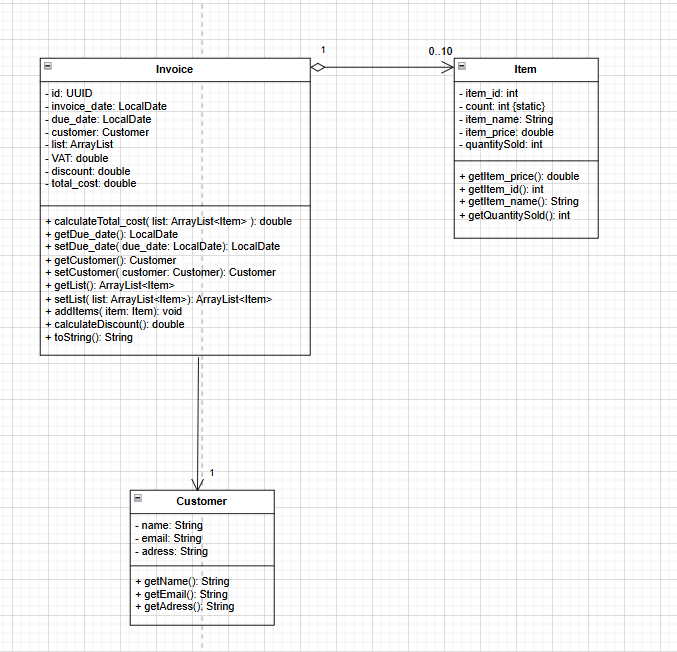 1
0..10
Invoice
- id: UUID
- invoice_date: LocalDate
- due_date: LocalDate
- customer: Customer
- list: ArrayList
- VAT: double
- discount: double
- total_cost: double
+ calculateTotal_cost( list: ArrayList<Item> ): double
+ getDue_date(): LocalDate
+ setDue_date( due_date: LocalDate): LocalDate
+ getCustomer(): Customer
+ setCustomer( customer: Customer): Customer
+ getList(): ArrayList<Item>
+ setList( list: ArrayList<Item>): ArrayList<Item>
+ addItems( item: Item): void
+ calculateDiscount(): double
+ toString(): String
Item
- item_id: int
- count: int {static}
- item_name: String
- item_price: double
- quantitySold: int
+ getItem_price(): double
+ getItem_id(): int
+ getItem_name(): String
+ getQuantitySold(): int
1
Customer
- name: String
- email: String
- adress: String
+ getName(): String
+ getEmail(): String
+ getAdress(): String